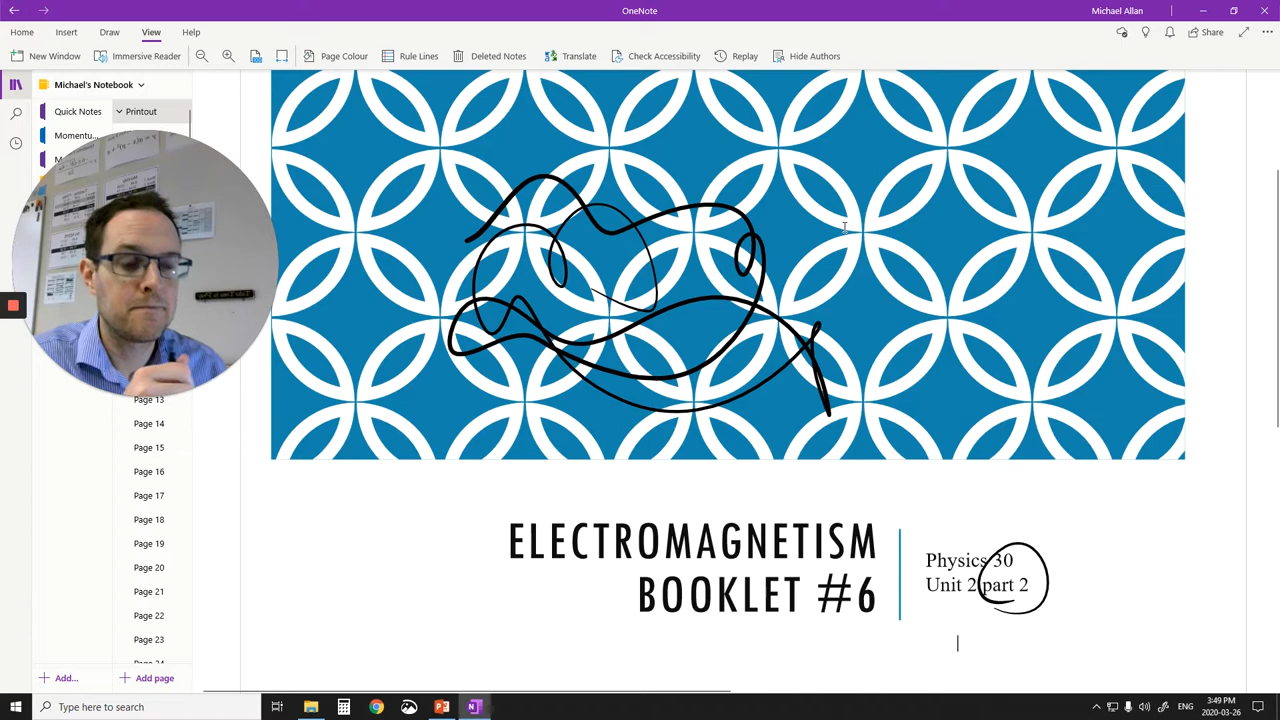 OneNote
Michael Allan
Home
Insert
Draw
View
Help
Share
New Window
Immersive Reader
Page Colour
Rule Lines
Deleted Notes
Translate
Check Accessibility
Replay
Hide Authors
Michael's Notebook
Quick Notes
Printout
Momentu...
Page 13
Page 14
Page 15
Page 16
Page 17
Page 18
Page 19
Page 20
Page 21
Page 22
Page 23
Page 24
Add...
Add page
ELECTROMAGNETISM
BOOKLET #6
Physics 30
Unit 2 part 2
Type here to search
ENG
3:49 PM
2020-03-26